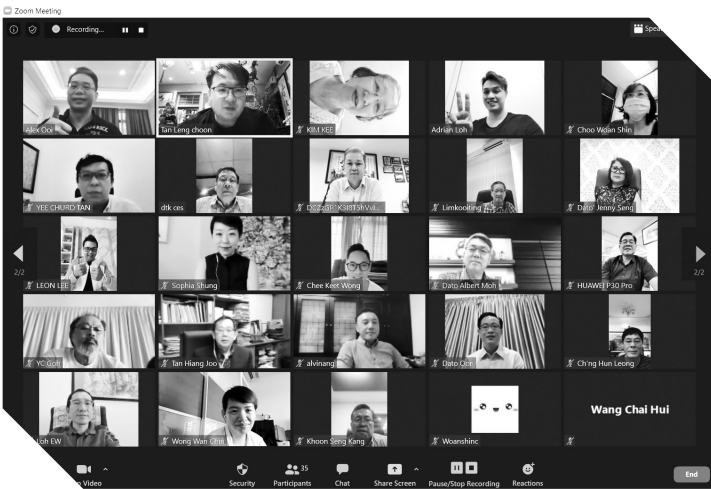 Zoom Meeting
Recording...
Alex Ooi
Tan Leng choon
KIM KEE
Adrian Loh
Choo Woan Shin
YEE CHURD TAN
dtk ces
Limkooiting
Dato' Jenny Seng
2/2
2/2
LEON LEE
Sophia Shung
Chee Keet Wong
Dato Albert Moh
HUAWEI P30 Pro
YC Goh
Tan Hiang Joo
alvinang
Dato Ooi
Ch'ng Hun Leong
Loh EW
Wong Wan Chin
Khoon Seng Kang
Woanshinc
Wang Chai Hui
Video
Security
Participants
35
Chat
Share Screen
Pause/Stop Recording
Reactions
End